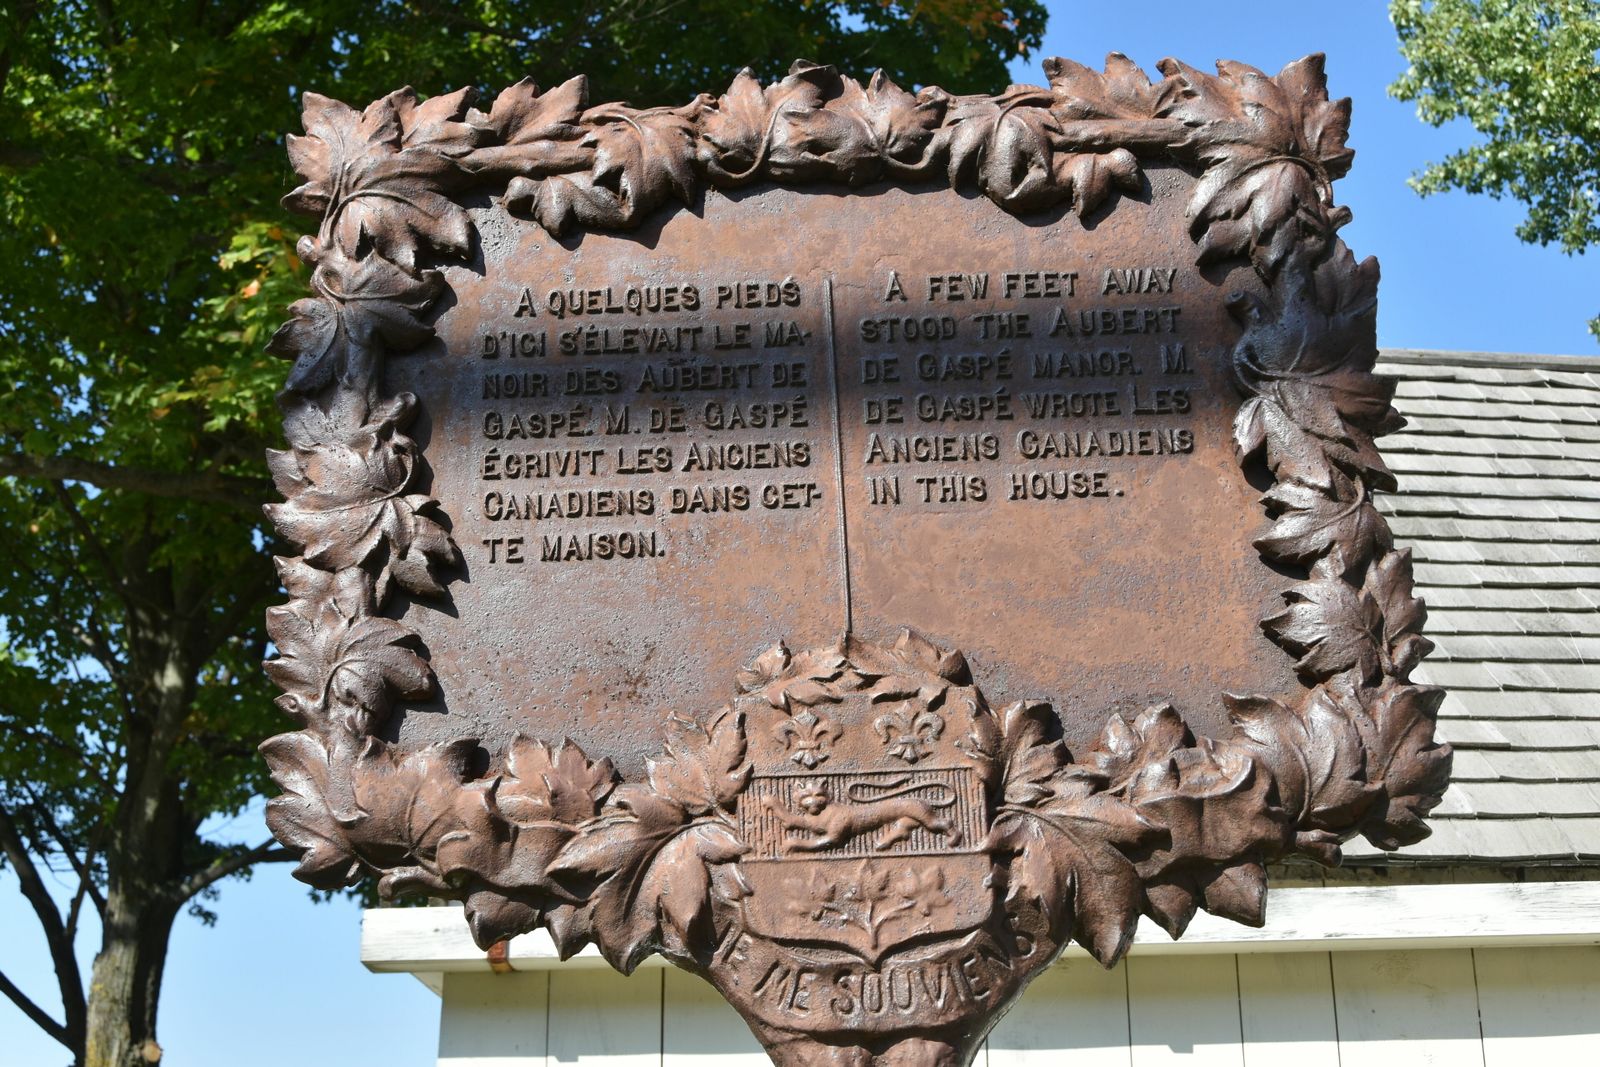 A QUELQUES PIEDS
D'ICI S'ÉLEVAIT LE MA-
NOIR DES AUBERT DE
GASPÉ. M. DE GASPÉ
ÉCRIVIT LES ANCIENS
CANADIENS DANS CET-
TE MAISON.
A FEW FEET AWAY
STOOD THE AUBERT
DE GASPÉ MANOR. M.
DE GASPÉ WROTE LES
ANCIENS CANADIENS
IN THIS HOUSE.
JE ME SOUVIENS